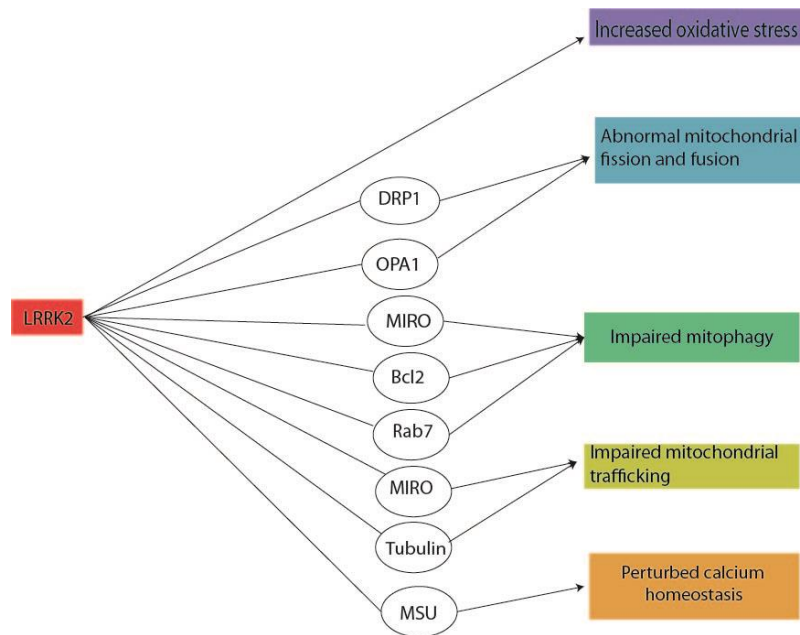 Increased oxidative stress
Abnormal mitochondrial
fission and fusion
DRP1
OPA1
LRRK2
MIRO
Impaired mitophagy
Bcl2
Rab7
Impaired mitochondrial
trafficking
MIRO
Tubulin
Perturbed calcium
homeostasis
MSU